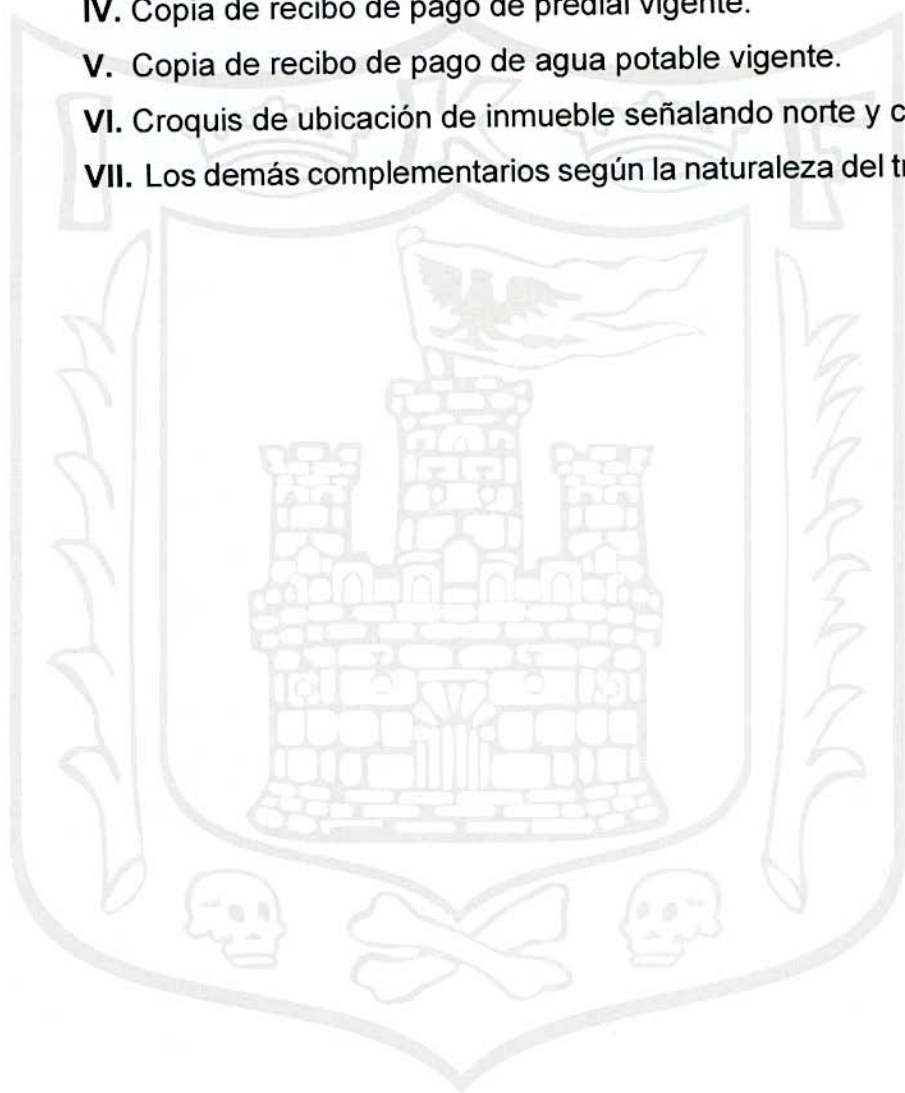 IV. Copia de recibo de pago de predial vigente.
V. Copia de recibo de pago de agua potable vigente.
VI. Croquis de ubicación de inmueble señalando norte y
VII. Los demás complementarios según la naturaleza del
I K F